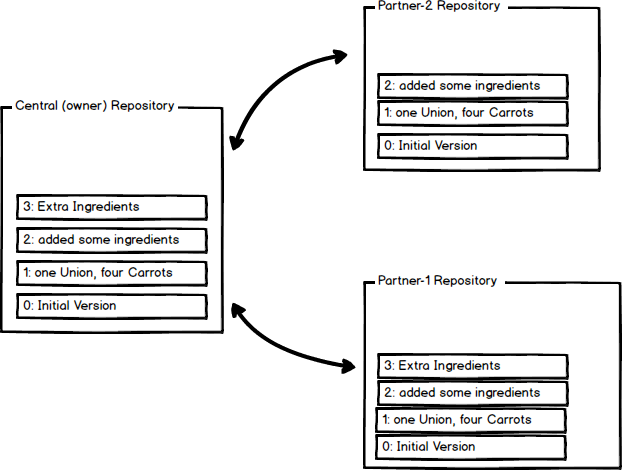 Partner-2 Repository
2: added some ingredients
1: one Union, four Carrots
0: Initial Version
Central (owner) Repository
3: Extra Ingredients
2: added some ingredients
1: one Union, four Carrots
0: Initial Version
Partner-1 Repository
3: Extra Ingredients
2: added some ingredients
1: one Union, four Carrots
0: Initial Version